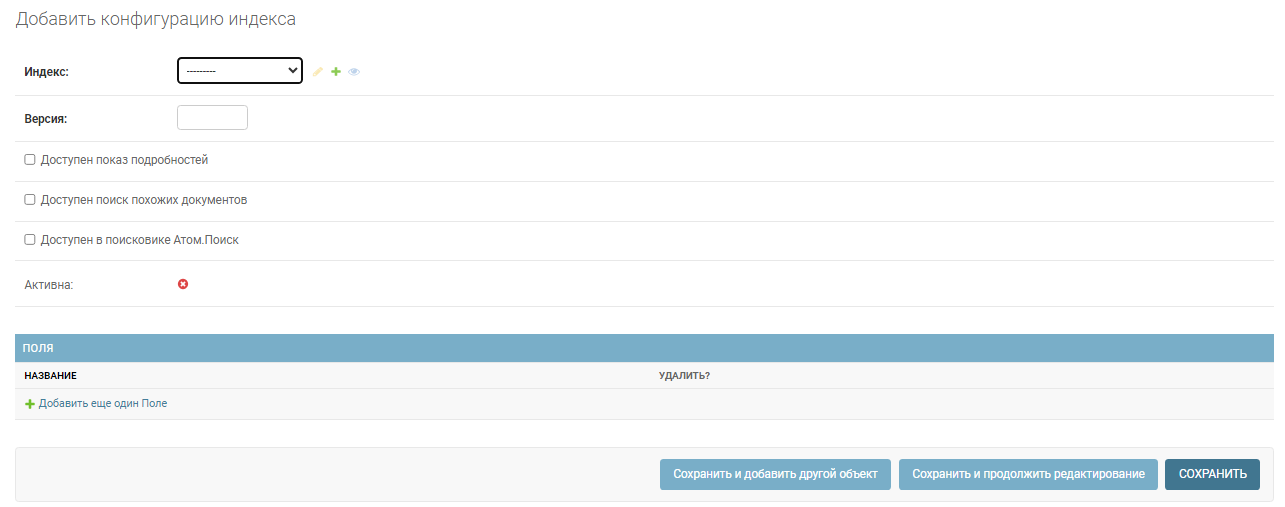 Добавить конфигурацию индекса
Индекс: ---------
Версия:
Доступен показ подробностей
Доступен поиск похожих документов
Доступен в поисковике Атом.Поиск
Активна:
ПОЛЯ
НАЗВАНИЕ УДАЛИТЬ?
Добавить еще один Поле
Сохранить и добавить другой объект Сохранить и продолжить редактирование СОХРАНИТЬ